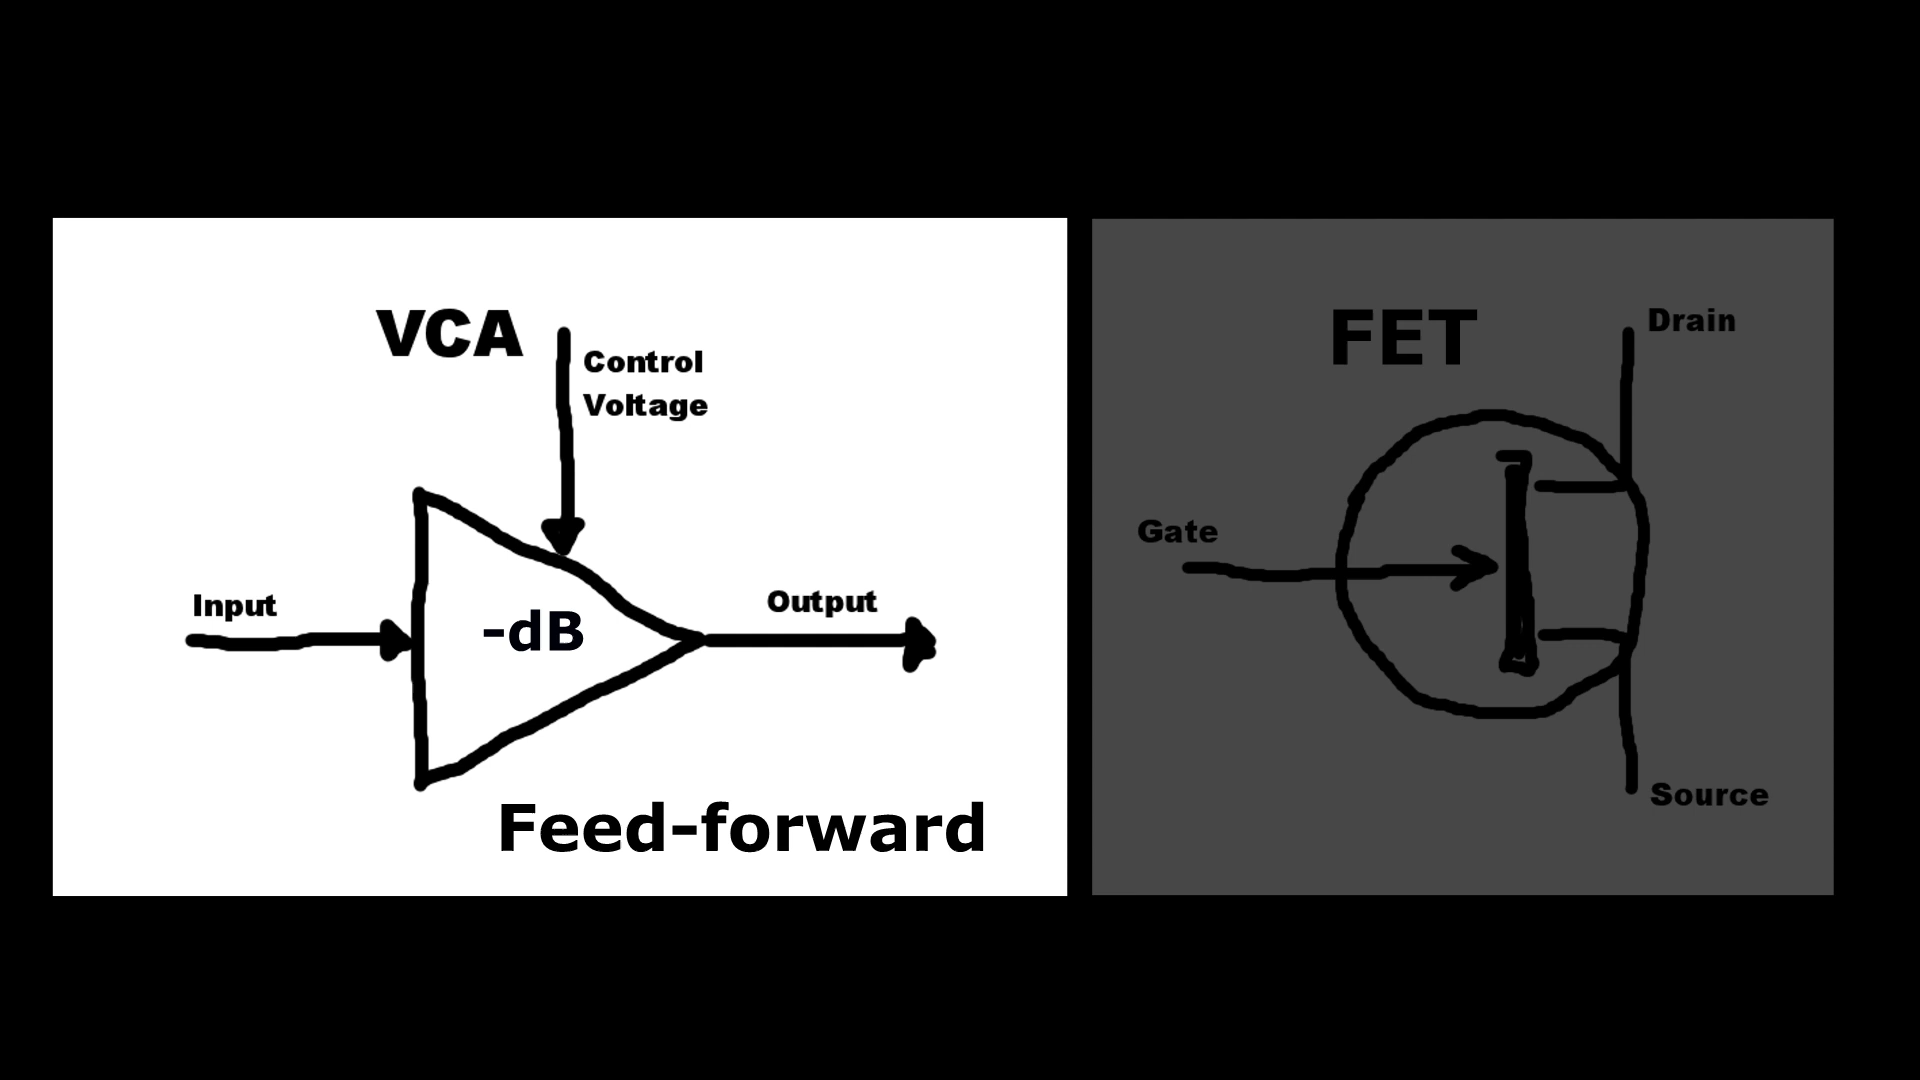 VCA
Control
Voltage
Input
-dB
Output
Feed-forward
FET
Drain
Gate
Source